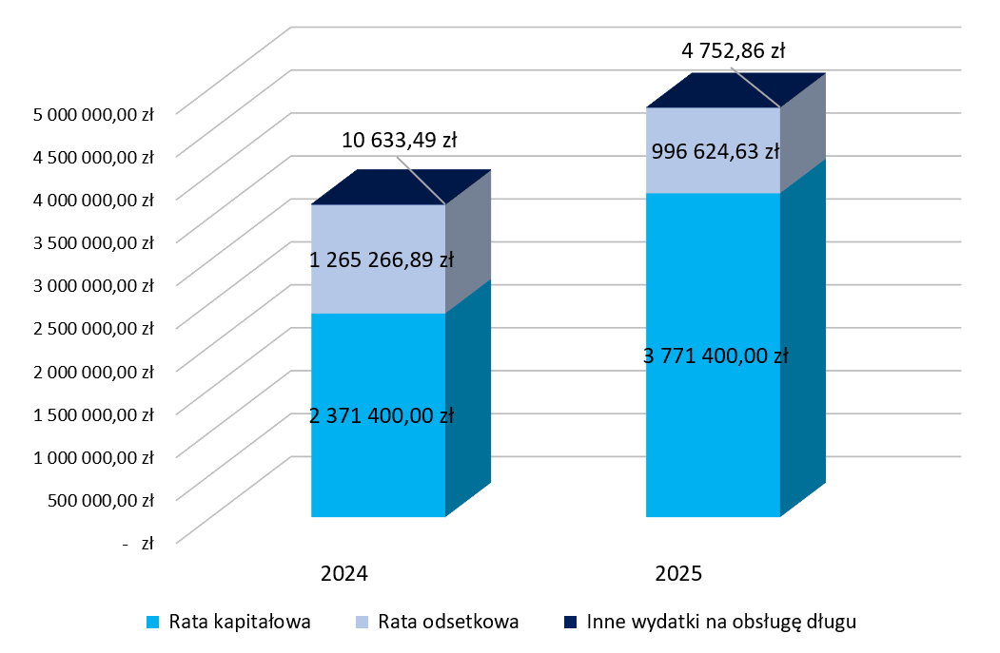 4 752,86 zł
5 000 000,00 zł
10 633,49 zł
4 500 000,00 zł
996 624,63 zł
4 000 000,00 zł
3 500 000,00 zł
1 265 266,89 zł
3 000 000,00 zł
2 500 000,00 zł
3 771 400,00 zł
2 000 000,00 zł
1 500 000,00 zł
2 371 400,00 zł
1 000 000,00 zł
500 000,00 zł
- zł
2024 2025
Rata kapitałowa Rata odsetkowa Inne wydatki na obsługę długu